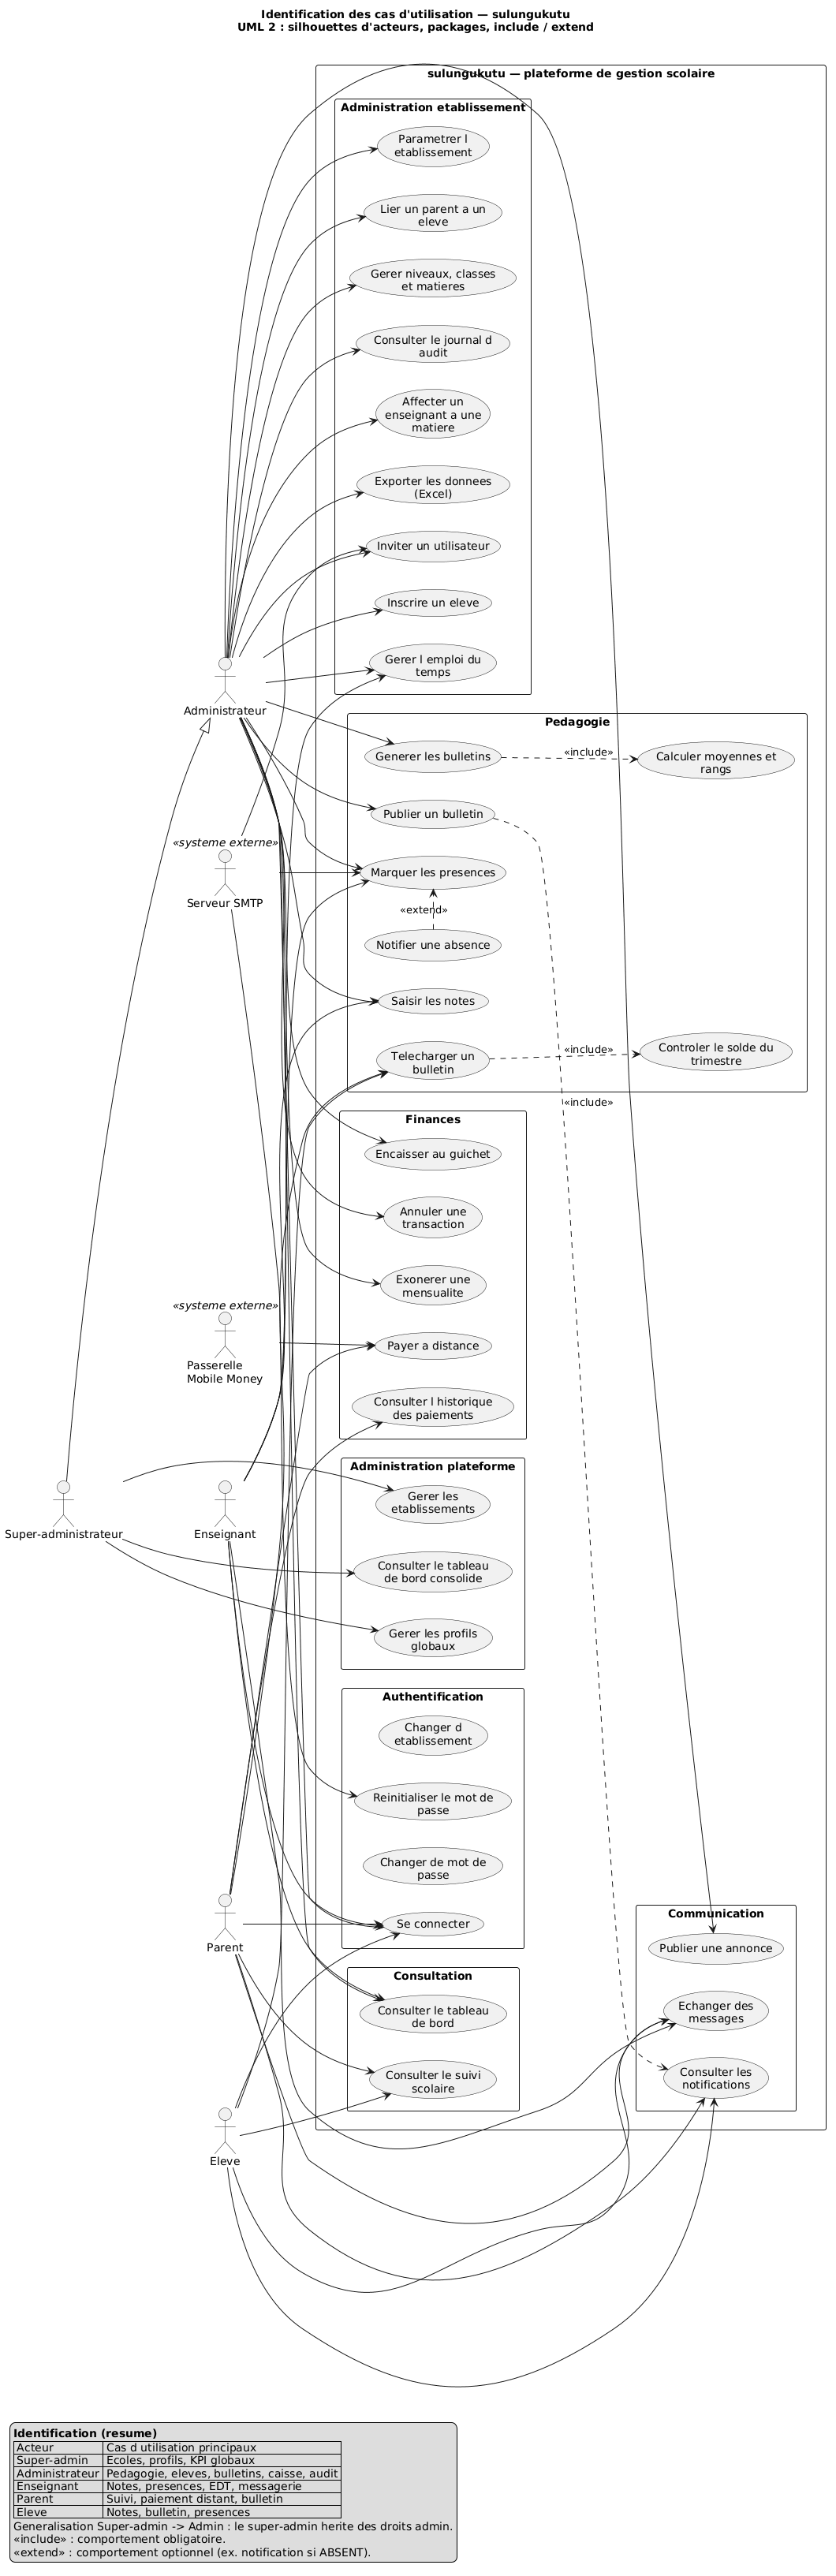 Identification des cas d'utilisation — sulungukutu
UML 2 : silhouettes d'acteurs, packages, include / extend
sulungukutu — plateforme de gestion scolaire
Administration etablissement
Parametrer l
etablissement
Lier un parent a un
eleve
Gerer niveaux, classes
et matieres
Consulter le journal d
audit
Affecter un
enseignant a une
matiere
Exporter les donnees
(Excel)
Inviter un utilisateur
Inscrire un eleve
Gerer l emploi du
temps
Administrateur
Pedagogie
Generer les bulletins
«include»
Calculer moyennes et
rangs
Publier un bulletin
«systeme externe»
Serveur SMTP
Marquer les presences
«extend»
Notifier une absence
Saisir les notes
Telecharger un
bulletin
«include»
Controler le solde du
trimestre
«include»
Finances
Encaisser au guichet
Annuler une
transaction
Exonerer une
mensualite
«systeme externe»
Passerelle
Mobile Money
Payer a distance
Consulter l historique
des paiements
Administration plateforme
Gerer les
etablissements
Super-administrateur
Enseignant
Consulter le tableau
de bord consolide
Gerer les profils
globaux
Authentification
Changer d
etablissement
Reinitialiser le mot de
passe
Changer de mot de
passe
Se connecter
Parent
Communication
Publier une annonce
Echanger des
messages
Consulter les
notifications
Consultation
Consulter le tableau
de bord
Consulter le suivi
scolaire
Eleve
Identification (resume)
Acteur Cas d utilisation principaux
Super-admin Ecoles, profils, KPI globaux
Administrateur Pedagogie, eleves, bulletins, caisse, audit
Enseignant Notes, presences, EDT, messagerie
Parent Suivi, paiement distant, bulletin
Eleve Notes, bulletin, presences
Generalisation Super-admin -> Admin : le super-admin herite des droits admin.
«include» : comportement obligatoire.
«extend» : comportement optionnel (ex. notification si ABSENT).